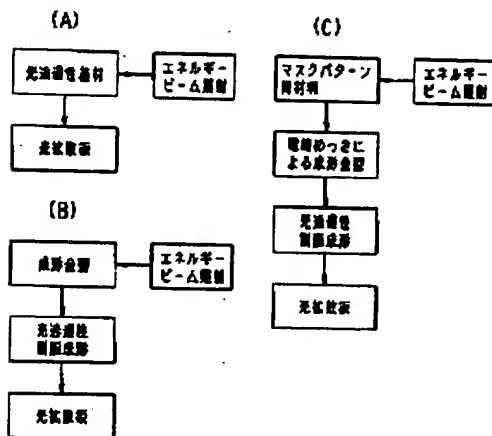 (A)
光透過性基材
エネルギー
ビーム照射
光拡散板
(B)
成形金型
エネルギー
ビーム照射
光透過性
樹脂成形
光拡散板
(C)
マスクパターン
エネルギー
ビーム照射
電鋳めっき
による成形金型
光透過性
樹脂成形
光拡散板